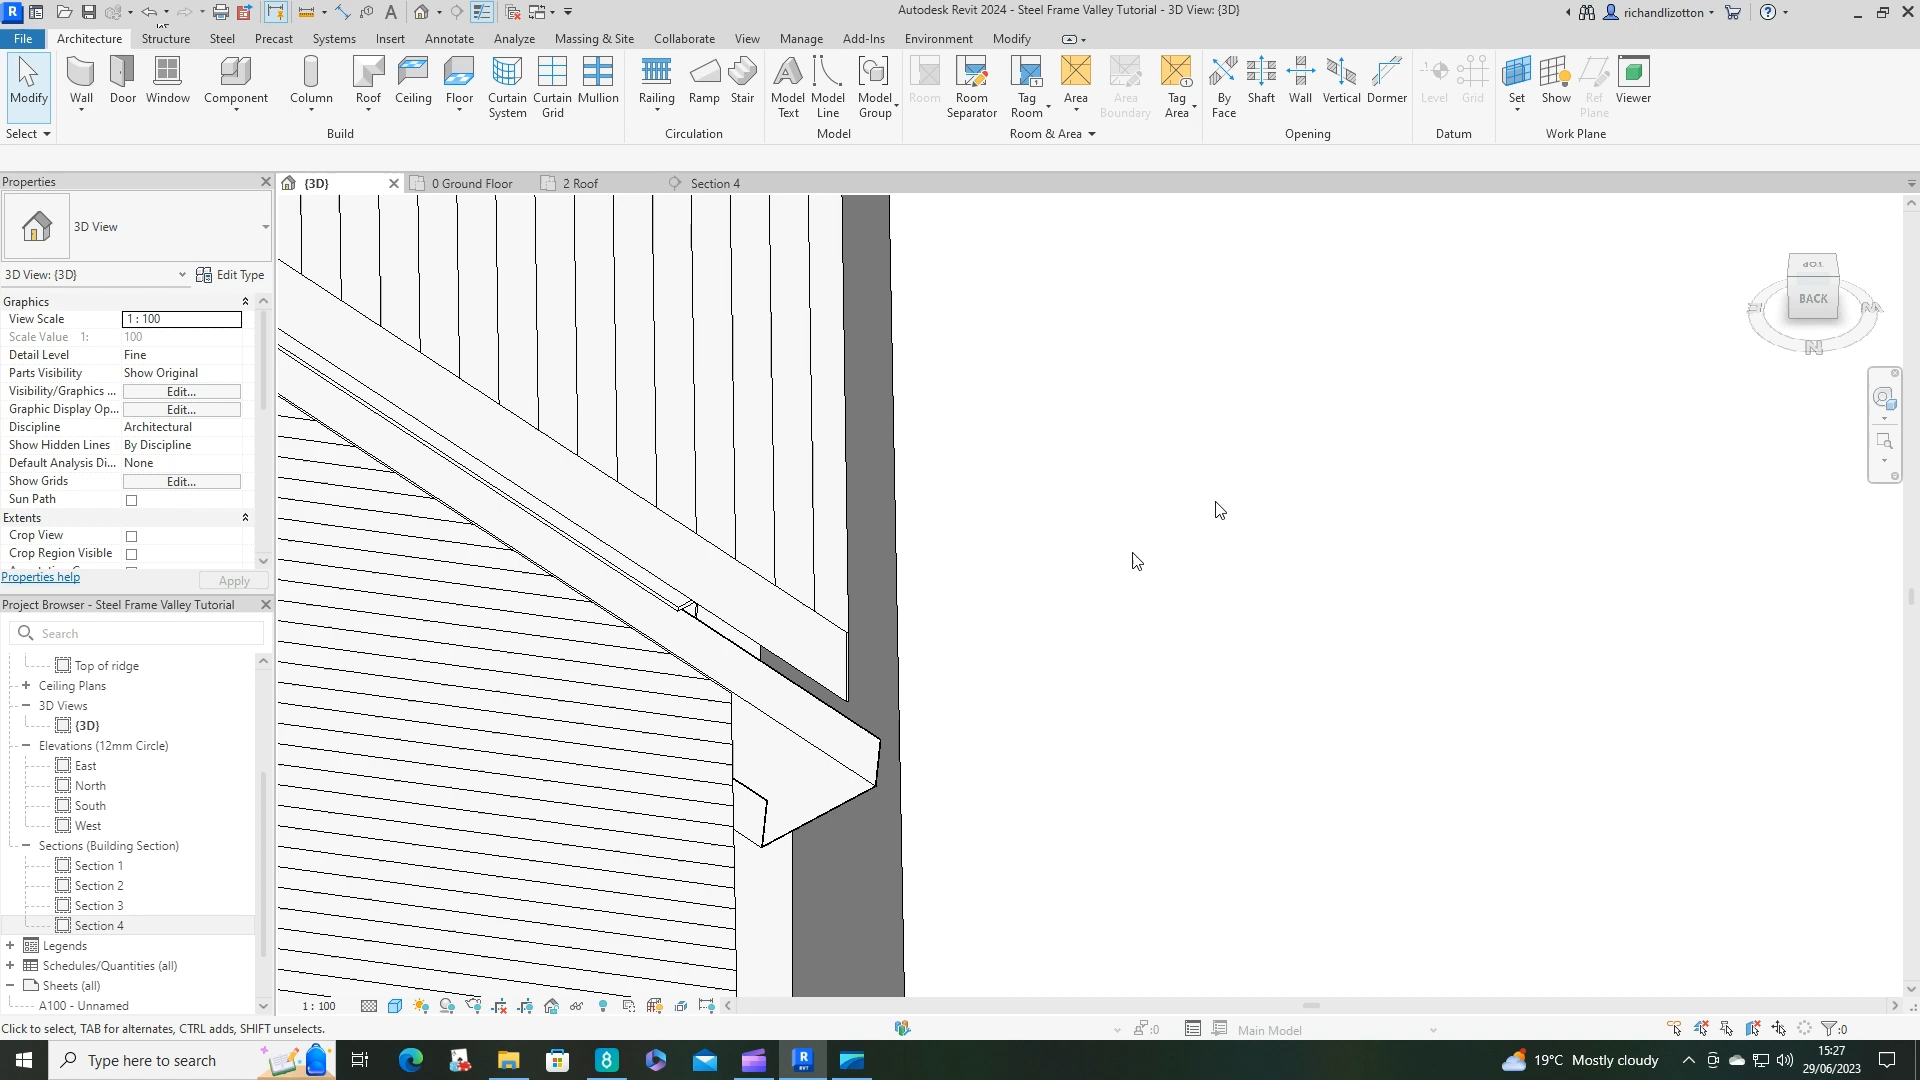 Autodesk Revit 2024 - Steel Frame Valley Tutorial - 3D View: {3D}
richandlizotton
File Architecture Structure Steel Precast Systems Insert Annotate Analyze Massing & Site Collaborate View Manage Add-Ins Environment Modify
Modify Wall Door Window Component Column Roof Ceiling Floor Curtain System Curtain Grid Mullion Railing Ramp Stair Model Text Model Line Model Group Room Room Separator Tag Room Area Area Boundary Tag Area By Face Shaft Wall Vertical Dormer Level Grid Set Show Ref Plane Viewer
Select Build Circulation Model Room & Area Opening Datum Work Plane
Properties
{3D} 0 Ground Floor 2 Roof Section 4
3D View
3D View: {3D} Edit Type
Graphics
View Scale 1 : 100
Scale Value 1: 100
Detail Level Fine
Parts Visibility Show Original
Visibility/Graphics ... Edit...
Graphic Display Op... Edit...
Discipline Architectural
Show Hidden Lines By Discipline
Default Analysis Di... None
Show Grids Edit...
Sun Path
Extents
Crop View
Crop Region Visible
Properties help Apply
Project Browser - Steel Frame Valley Tutorial
Search
Top of ridge
Ceiling Plans
3D Views
{3D}
Elevations (12mm Circle)
East
North
South
West
Sections (Building Section)
Section 1
Section 2
Section 3
Section 4
Legends
Schedules/Quantities (all)
Sheets (all)
A100 - Unnamed
TOP
BACK
N
1 : 100
Click to select, TAB for alternates, CTRL adds, SHIFT unselects.
:0 Main Model :0
Type here to search
19°C Mostly cloudy
15:27
29/06/2023